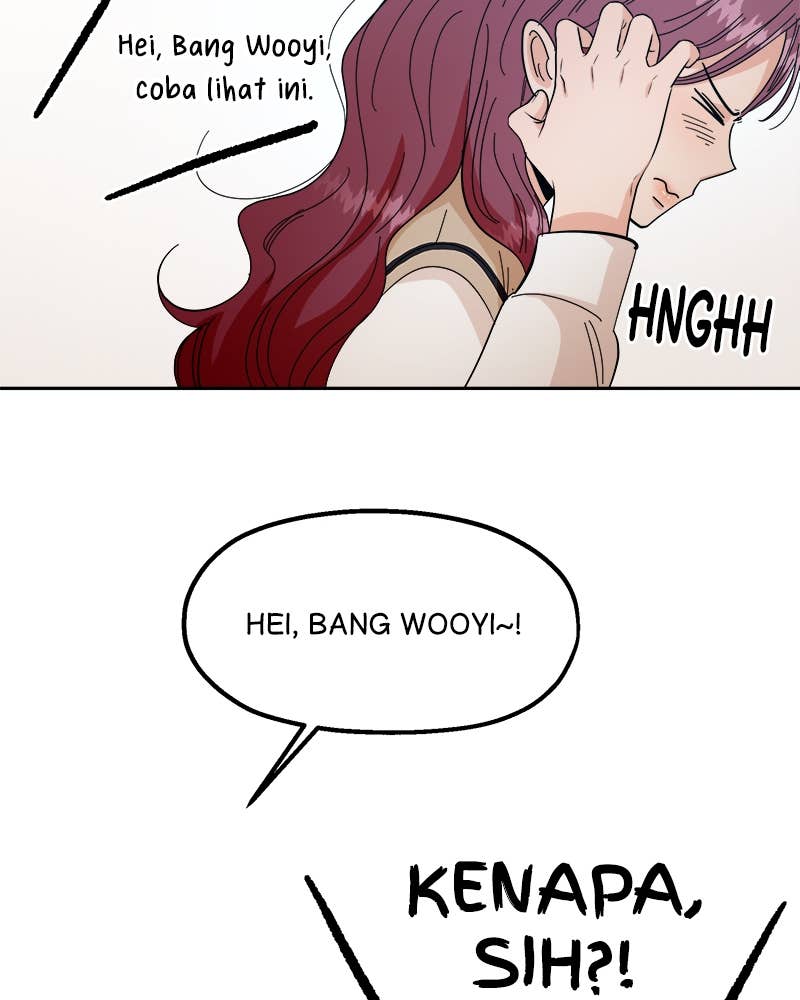 Hei, Bang Wooyi,
coba lihat ini.
HNGHH
HEI, BANG WOOYI~!
KENAPA,
SIH?!